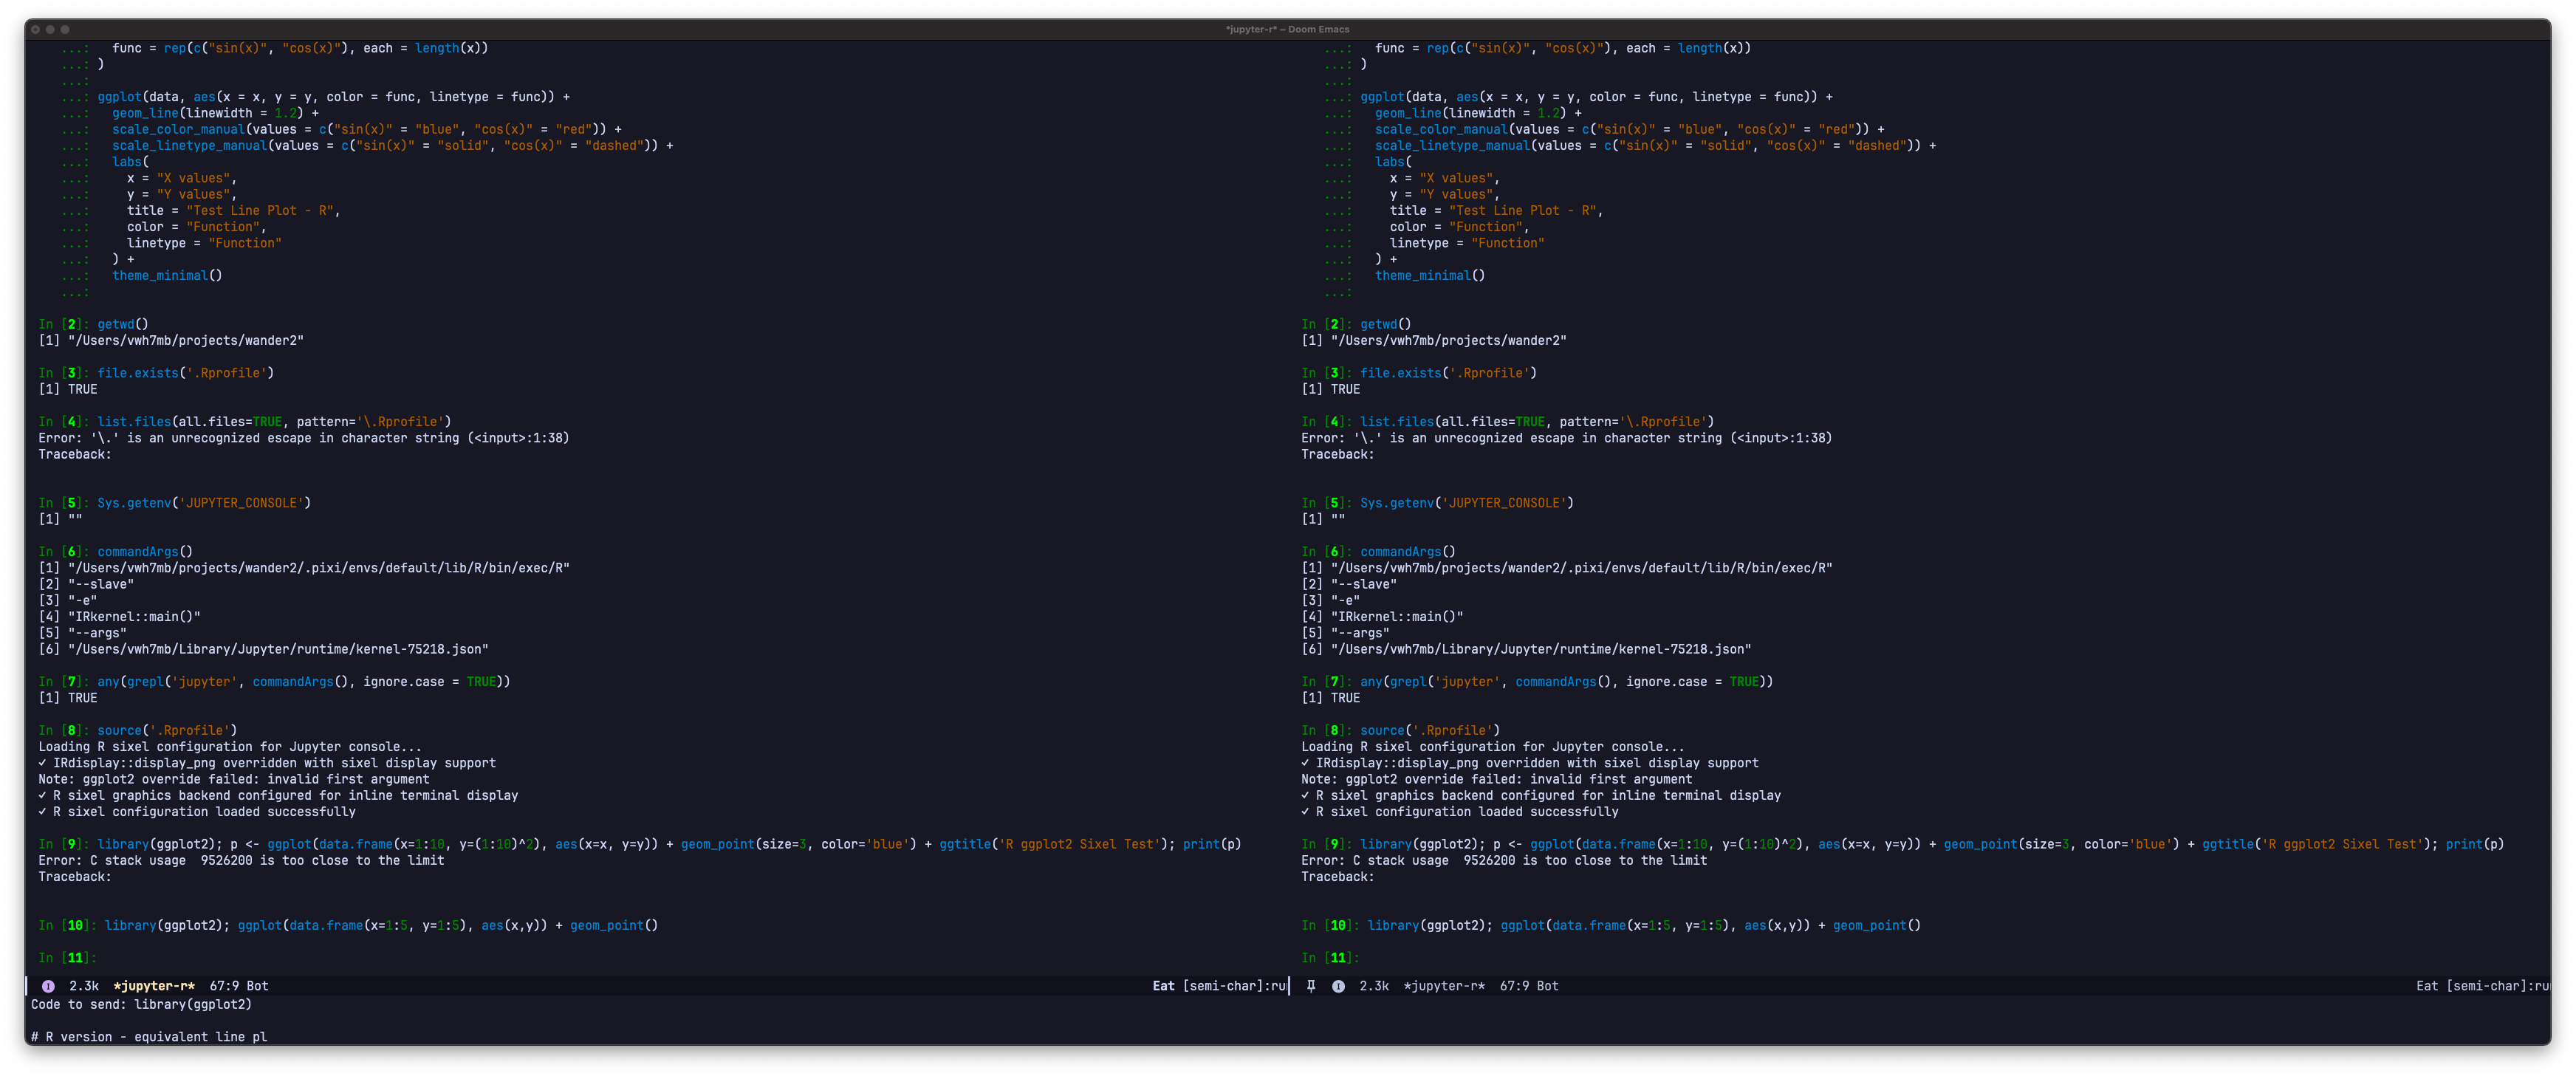 *jupyter-r* – Doom Emacs
...:   func = rep(c("sin(x)", "cos(x)"), each = length(x))
...: )
...:
...: ggplot(data, aes(x = x, y = y, color = func, linetype = func)) +
...:   geom_line(linewidth = 1.2) +
...:   scale_color_manual(values = c("sin(x)" = "blue", "cos(x)" = "red")) +
...:   scale_linetype_manual(values = c("sin(x)" = "solid", "cos(x)" = "dashed")) +
...:   labs(
...:     x = "X values",
...:     y = "Y values",
...:     title = "Test Line Plot - R",
...:     color = "Function",
...:     linetype = "Function"
...:   ) +
...:   theme_minimal()
...:
In [2]: getwd()
[1] "/Users/vwh7mb/projects/wander2"
In [3]: file.exists('.Rprofile')
[1] TRUE
In [4]: list.files(all.files=TRUE, pattern='\.Rprofile')
Error: '\.' is an unrecognized escape in character string (<input>:1:38)
Traceback:
In [5]: Sys.getenv('JUPYTER_CONSOLE')
[1] ""
In [6]: commandArgs()
[1] "/Users/vwh7mb/projects/wander2/.pixi/envs/default/lib/R/bin/exec/R"
[2] "--slave"
[3] "-e"
[4] "IRkernel::main()"
[5] "--args"
[6] "/Users/vwh7mb/Library/Jupyter/runtime/kernel-75218.json"
In [7]: any(grepl('jupyter', commandArgs(), ignore.case = TRUE))
[1] TRUE
In [8]: source('.Rprofile')
Loading R sixel configuration for Jupyter console...
✓ IRdisplay::display_png overridden with sixel display support
Note: ggplot2 override failed: invalid first argument
✓ R sixel graphics backend configured for inline terminal display
✓ R sixel configuration loaded successfully
In [9]: library(ggplot2); p <- ggplot(data.frame(x=1:10, y=(1:10)^2), aes(x=x, y=y)) + geom_point(size=3, color='blue') + ggtitle('R ggplot2 Sixel Test'); print(p)
Error: C stack usage  9526200 is too close to the limit
Traceback:
In [10]: library(ggplot2); ggplot(data.frame(x=1:5, y=1:5), aes(x,y)) + geom_point()
In [11]:
2.3k *jupyter-r* 67:9 Bot Eat [semi-char]:ru
...:   func = rep(c("sin(x)", "cos(x)"), each = length(x))
...: )
...:
...: ggplot(data, aes(x = x, y = y, color = func, linetype = func)) +
...:   geom_line(linewidth = 1.2) +
...:   scale_color_manual(values = c("sin(x)" = "blue", "cos(x)" = "red")) +
...:   scale_linetype_manual(values = c("sin(x)" = "solid", "cos(x)" = "dashed")) +
...:   labs(
...:     x = "X values",
...:     y = "Y values",
...:     title = "Test Line Plot - R",
...:     color = "Function",
...:     linetype = "Function"
...:   ) +
...:   theme_minimal()
...:
In [2]: getwd()
[1] "/Users/vwh7mb/projects/wander2"
In [3]: file.exists('.Rprofile')
[1] TRUE
In [4]: list.files(all.files=TRUE, pattern='\.Rprofile')
Error: '\.' is an unrecognized escape in character string (<input>:1:38)
Traceback:
In [5]: Sys.getenv('JUPYTER_CONSOLE')
[1] ""
In [6]: commandArgs()
[1] "/Users/vwh7mb/projects/wander2/.pixi/envs/default/lib/R/bin/exec/R"
[2] "--slave"
[3] "-e"
[4] "IRkernel::main()"
[5] "--args"
[6] "/Users/vwh7mb/Library/Jupyter/runtime/kernel-75218.json"
In [7]: any(grepl('jupyter', commandArgs(), ignore.case = TRUE))
[1] TRUE
In [8]: source('.Rprofile')
Loading R sixel configuration for Jupyter console...
✓ IRdisplay::display_png overridden with sixel display support
Note: ggplot2 override failed: invalid first argument
✓ R sixel graphics backend configured for inline terminal display
✓ R sixel configuration loaded successfully
In [9]: library(ggplot2); p <- ggplot(data.frame(x=1:10, y=(1:10)^2), aes(x=x, y=y)) + geom_point(size=3, color='blue') + ggtitle('R ggplot2 Sixel Test'); print(p)
Error: C stack usage  9526200 is too close to the limit
Traceback:
In [10]: library(ggplot2); ggplot(data.frame(x=1:5, y=1:5), aes(x,y)) + geom_point()
In [11]:
2.3k *jupyter-r* 67:9 Bot Eat [semi-char]:ru
Code to send: library(ggplot2)
# R version - equivalent line pl